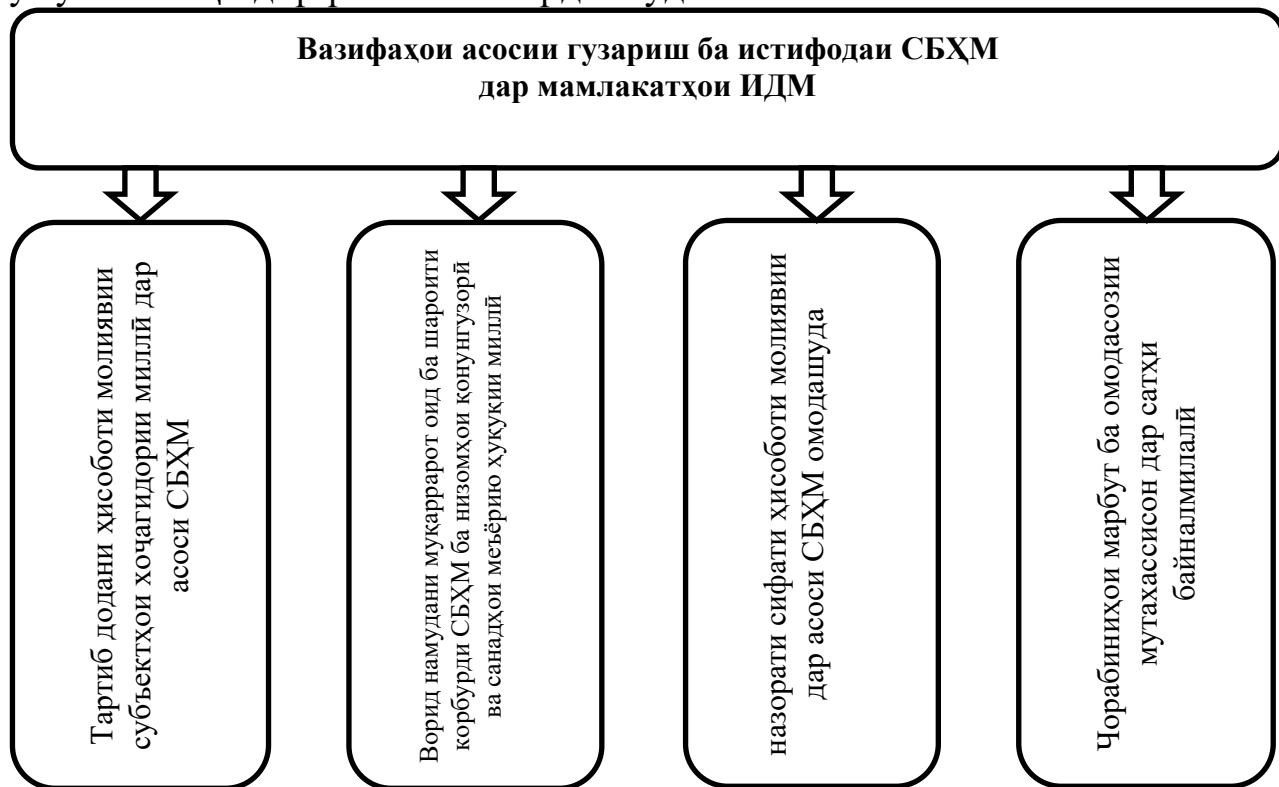 Вазифаҳои асосии гузариш ба истифодаи СБҲМ
дар мамлакатҳои ИДМ
Тартиб додани ҳисоботи молиявии
субъектҳои хоҷагидории миллӣ дар
асоси СБҲМ
Ворид намудани муқаррарот оид ба шароити
корбурди СБҲМ ба низомҳои қонунгузорӣ
ва санадҳои меъёрию ҳуқуқии миллӣ
назорати сифати ҳисоботи молиявии
дар асоси СБҲМ омодашуда
Чорабиниҳои марбут ба омодасозии
мутахассисон дар сатҳи
байналмилалӣ